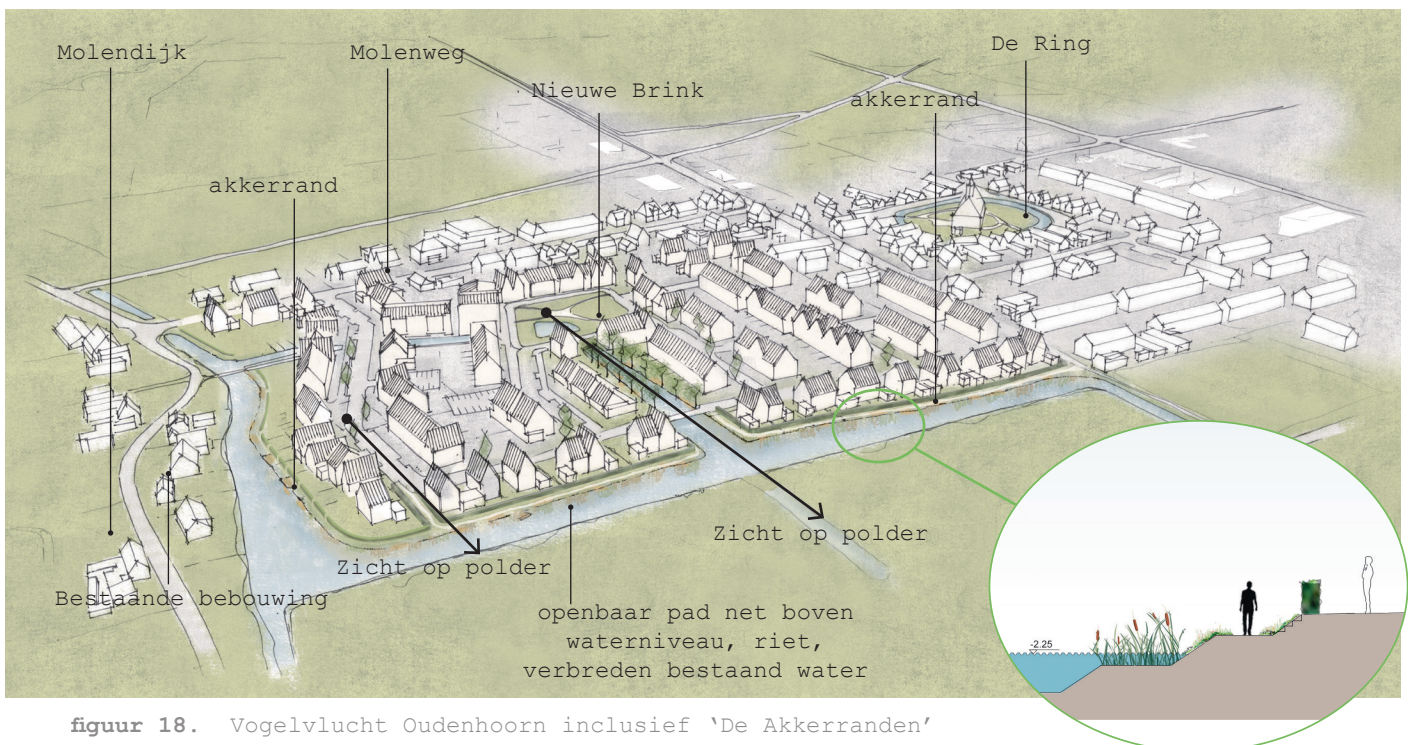 De Ring
Molendijk
Molenweg
Nieuwe Brink
akkerrand
akkerrand
Zicht op polder
Zicht op polder
Bestaande bebouwing
openbaar pad net boven
waterniveau, riet,
verbreden bestaand water
-2.25
figuur 18. Vogelvlucht Oudenhoorn inclusief ‘De Akkerranden’